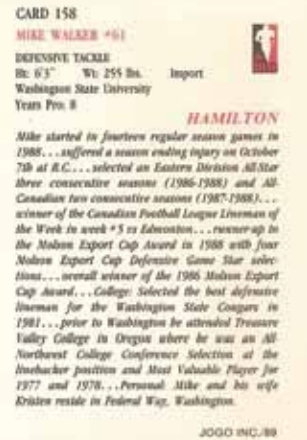 CARD 158
MIKE WALKER #61
DEFENSIVE TACKLE
Ht: 6'3" Wt: 255 lbs. Import
Washington State University
Years Pro: 8
HAMILTON
Mike started in fourteen regular season games in
1988...suffered a season ending injury on October
7th at B.C....selected an Eastern Division All-Star
three consecutive seasons (1986-1988) and All-
Canadian two consecutive seasons (1987-1988)...
winner of the Canadian Football League Lineman of
the Week in week #5 vs Edmonton...runner-up to
the Molson Export Cup Award in 1988 with four
Molson Export Cup Defensive Game Star selec-
tions...overall winner of the 1986 Molson Export
Cup Award...College: Selected the best defensive
lineman for the Washington State Cougars in
1981...prior to Washington he attended Treasure
Valley College in Oregon where he was an All-
Northwest College Conference Selection at the
linebacker position and Most Valuable Player for
1977 and 1978...Personal: Mike and his wife
Kristen reside in Federal Way, Washington.
JOGO INC./89